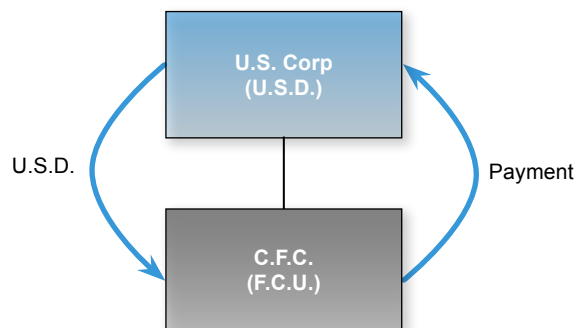 U.S. Corp
(U.S.D.)
U.S.D.
Payment
C.F.C.
(F.C.U.)